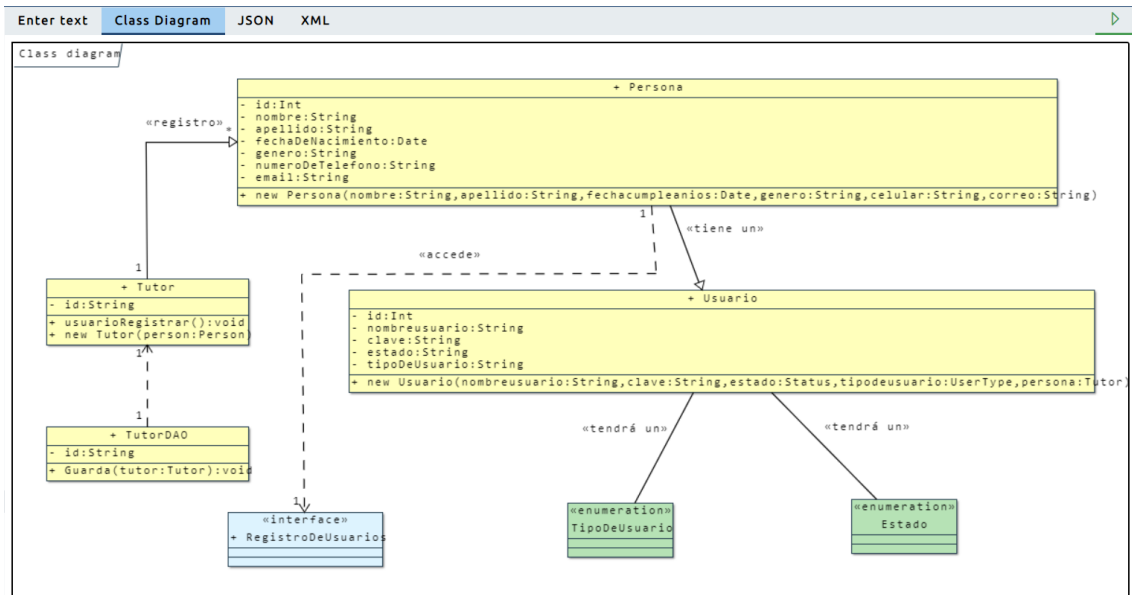 Enter text
Class Diagram
JSON
XML
Class diagram
+ Persona
- id:Int
- nombre:String
- apellido:String
- fechaDeNacimiento:Date
- genero:String
- numeroDeTelefono:String
- email:String
+ new Persona(nombre:String,apellido:String,fechacumpleanios:Date,genero:String,celular:String,correo:String)
«registro»
*
1
1
«tiene un»
«accede»
+ Tutor
- id:String
+ usuarioRegistrar():void
+ new Tutor(person:Person)
1
1
+ TutorDAO
- id:String
+ Guarda(tutor:Tutor):void
+ Usuario
- id:Int
- nombreusuario:String
- clave:String
- estado:String
- tipoDeUsuario:String
+ new Usuario(nombreusuario:String,clave:String,estado:Status,tipodeusuario:UserType,persona:Tutor)
«tendrá un»
«tendrá un»
1
«interface»
+ RegistroDeUsuarios
«enumeration»
TipoDeUsuario
«enumeration»
Estado